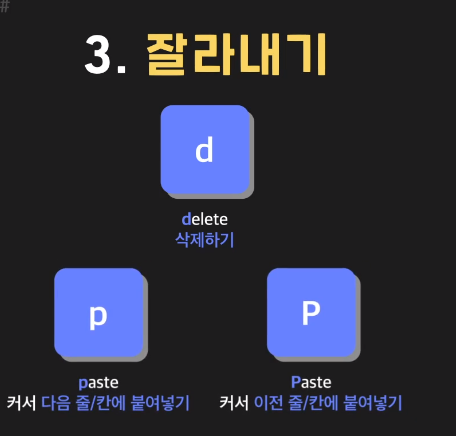 #
3. 잘라내기
d
delete
삭제하기
p
P
paste
Paste
커서 다음 줄/칸에 붙여넣기
커서 이전 줄/칸에 붙여넣기